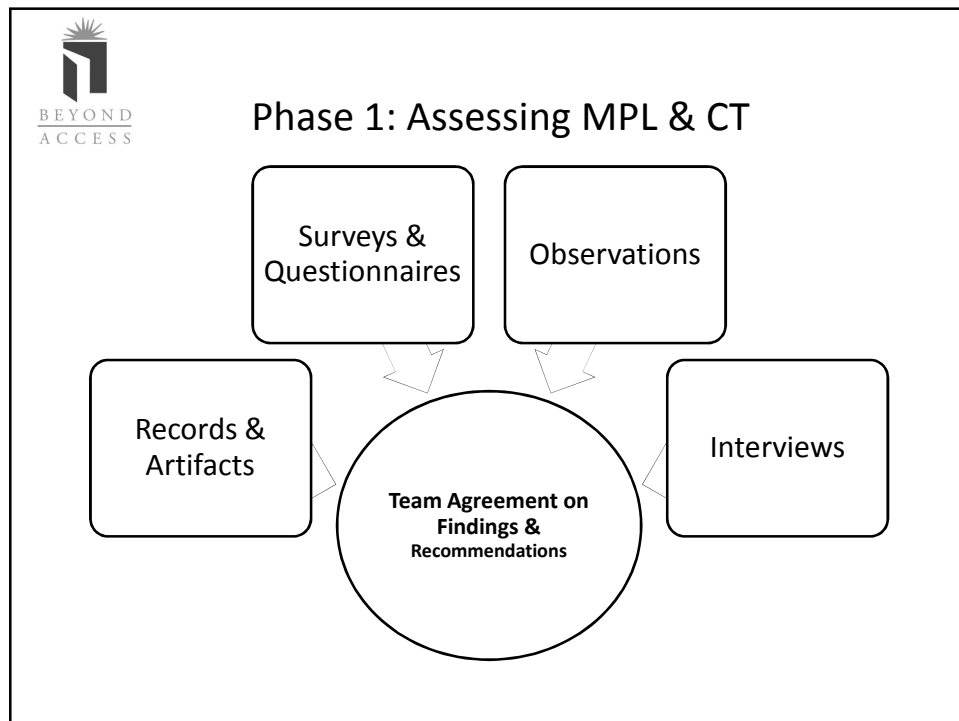 BEYOND
ACCESS
Phase 1: Assessing MPL & CT
Surveys &
Questionnaires
Observations
Records &
Artifacts
Interviews
Team Agreement on
Findings &
Recommendations